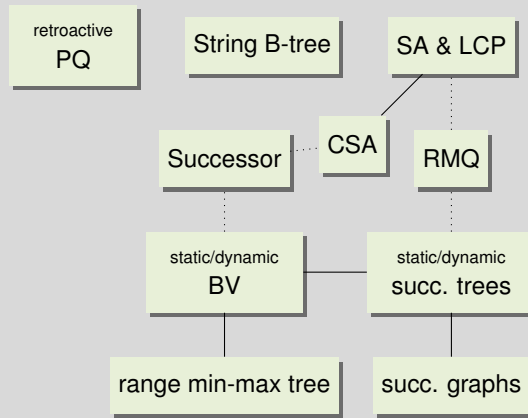 retroactive
PQ
String B-tree
SA & LCP
Successor
CSA
RMQ
static/dynamic
BV
static/dynamic
succ. trees
range min-max tree
succ. graphs